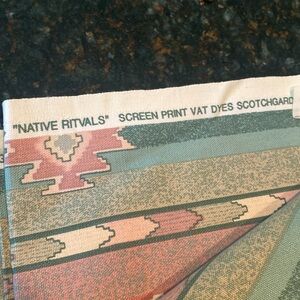 "NATIVE RITVALS" SCREEN PRINT VAT DYES SCOTCHGARD